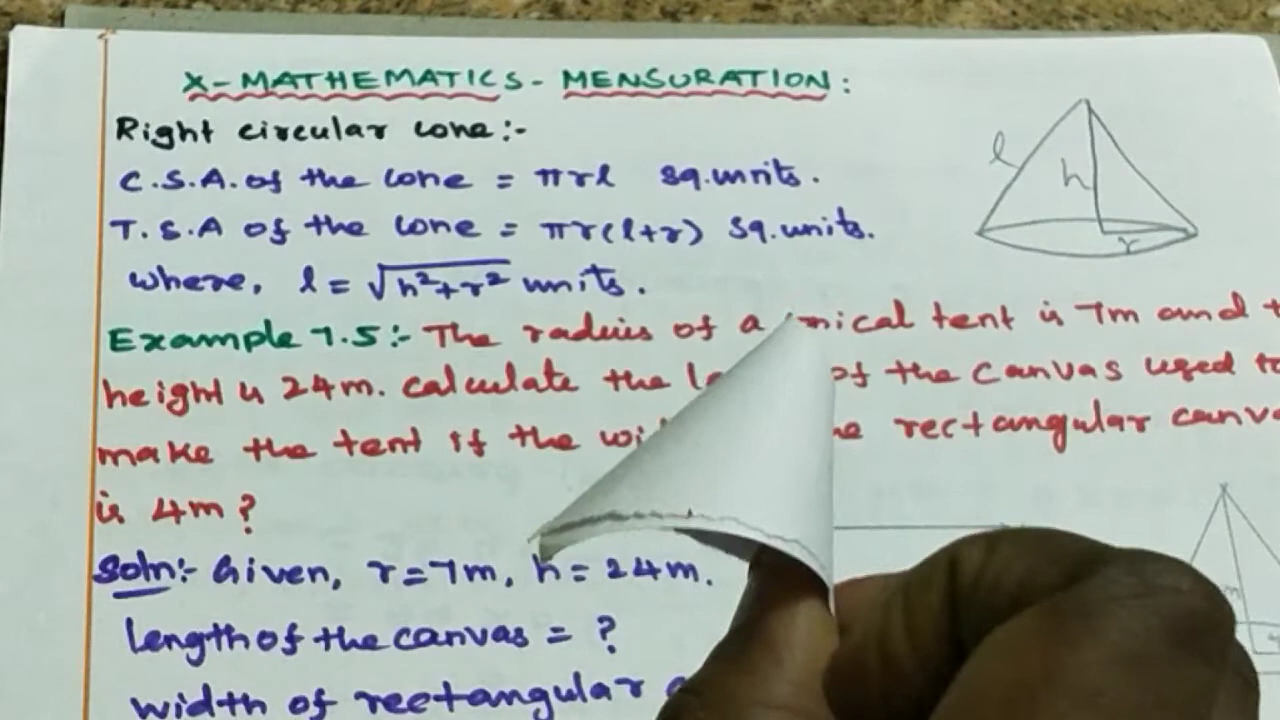 X-MATHEMATICS- MENSURATION:
Right circular cone:-
C.S.A. of the cone = πrl sq.units.
T.S.A of the cone = πr(l+r) sq.units.
where, l = √h²+r² units.
l
h
r
Example 7.5:- The radius of a conical tent is 7m and
height is 24m. calculate the of the canvas used to
make the tent if the rectangular
is 4m?
Soln:- Given, r=7m, h=24m.
length of the canvas = ?
width of rectangular